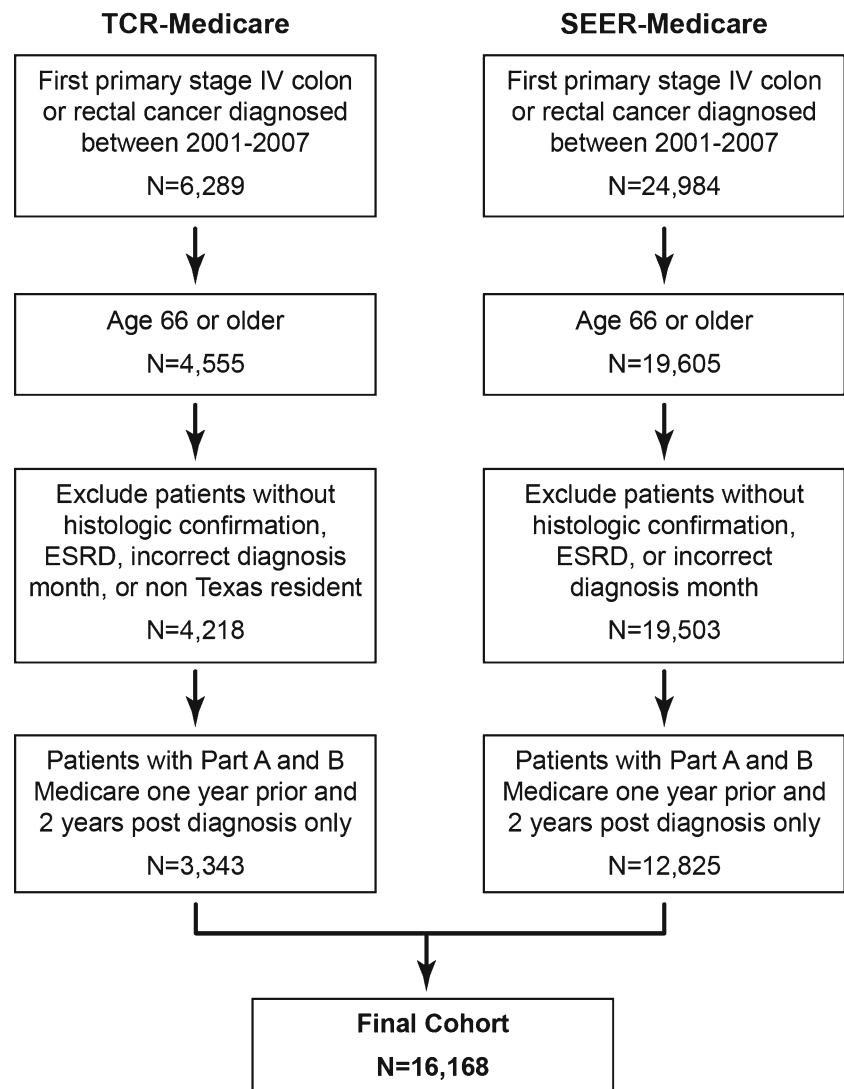 TCR-Medicare
First primary stage IV colon
or rectal cancer diagnosed
between 2001-2007
N=6,289
Age 66 or older
N=4,555
Exclude patients without
histologic confirmation,
ESRD, incorrect diagnosis
month, or non Texas resident
N=4,218
Patients with Part A and B
Medicare one year prior and
2 years post diagnosis only
N=3,343
SEER-Medicare
First primary stage IV colon
or rectal cancer diagnosed
between 2001-2007
N=24,984
Age 66 or older
N=19,605
Exclude patients without
histologic confirmation,
ESRD, or incorrect
diagnosis month
N=19,503
Patients with Part A and B
Medicare one year prior and
2 years post diagnosis only
N=12,825
Final Cohort
N=16,168